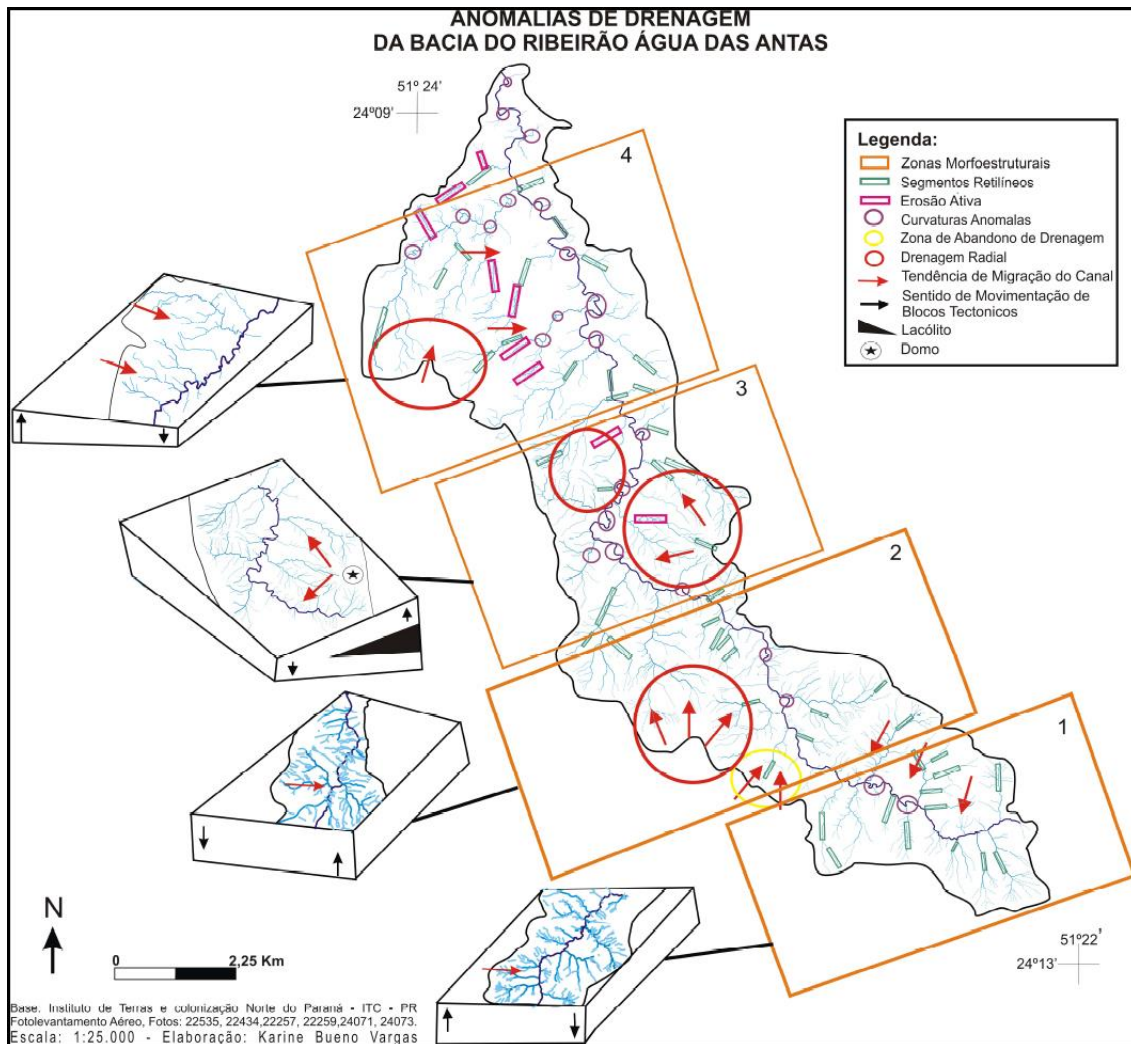 ANOMALIAS DE DRENAGEM
DA BACIA DO RIBEIRÃO ÁGUA DAS ANTAS
51º 24'
24º09'
Legenda:
Zonas Morfoestruturais
Segmentos Retilíneos
Erosão Ativa
Curvaturas Anomalas
Zona de Abandono de Drenagem
Drenagem Radial
Tendência de Migração do Canal
Sentido de Movimentação de
Blocos Tectonicos
Lacólito
Domo
4
3
2
1
N
0 2,25 Km
51º22'
24º13'
Base: Instituto de Terras e colonização Norte do Paraná - ITC - PR
Fotolevantamento Aéreo, Fotos: 22535, 22434,22257, 22259,24071, 24073.
Escala: 1:25.000 - Elaboração: Karine Bueno Vargas